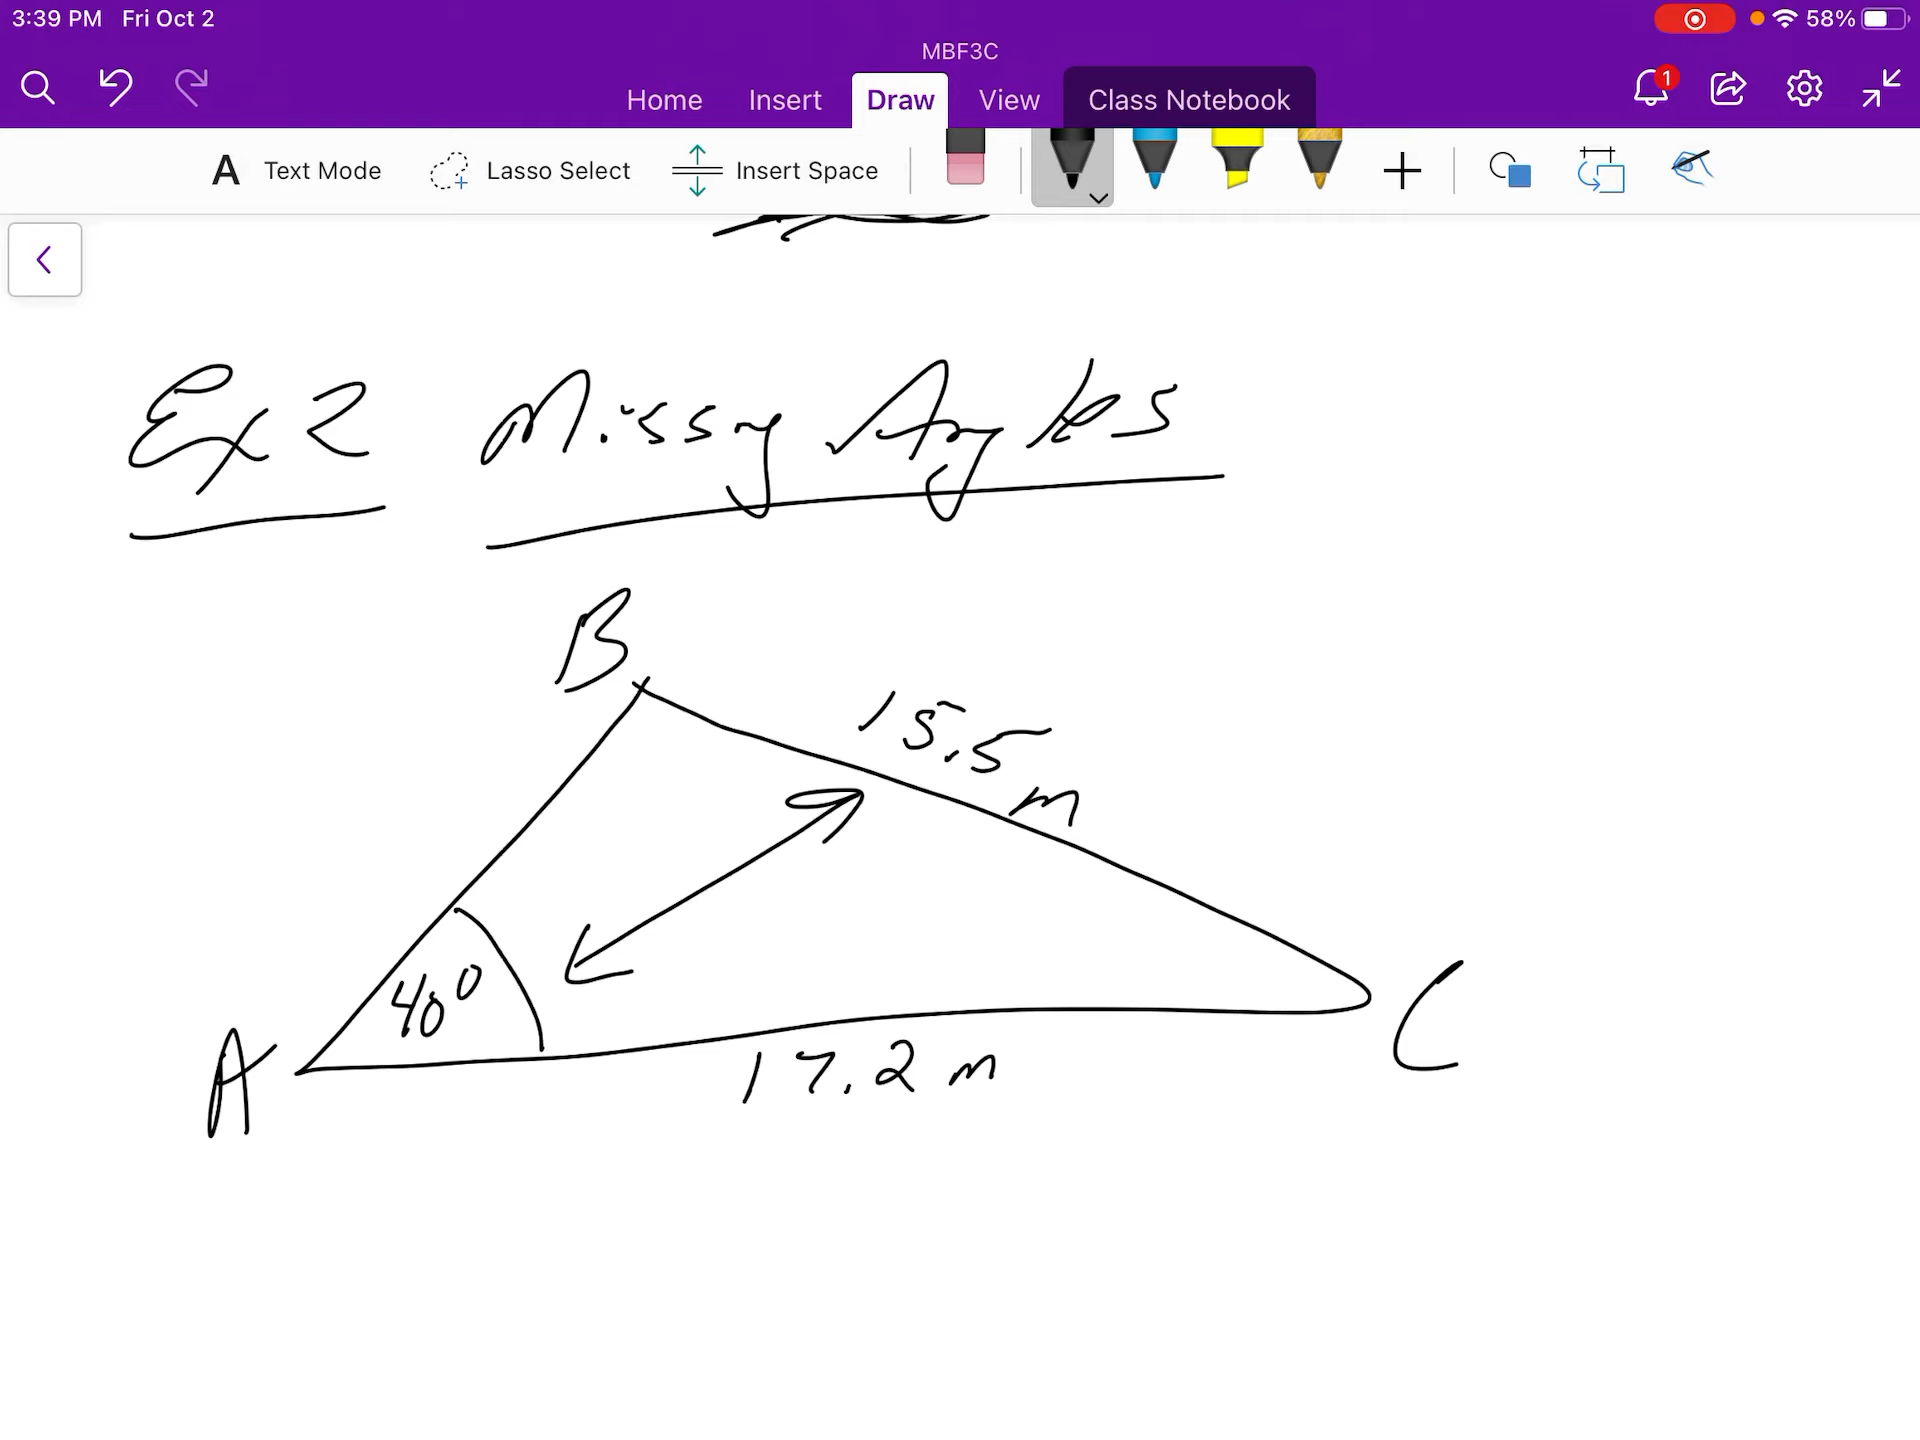 3:39 PM Fri Oct 2
58%
MBF3C
Home Insert Draw View Class Notebook
1
A Text Mode Lasso Select Insert Space
Ex 2 Missing Angles
B
15.5
m
40°
A
C
17.2 m